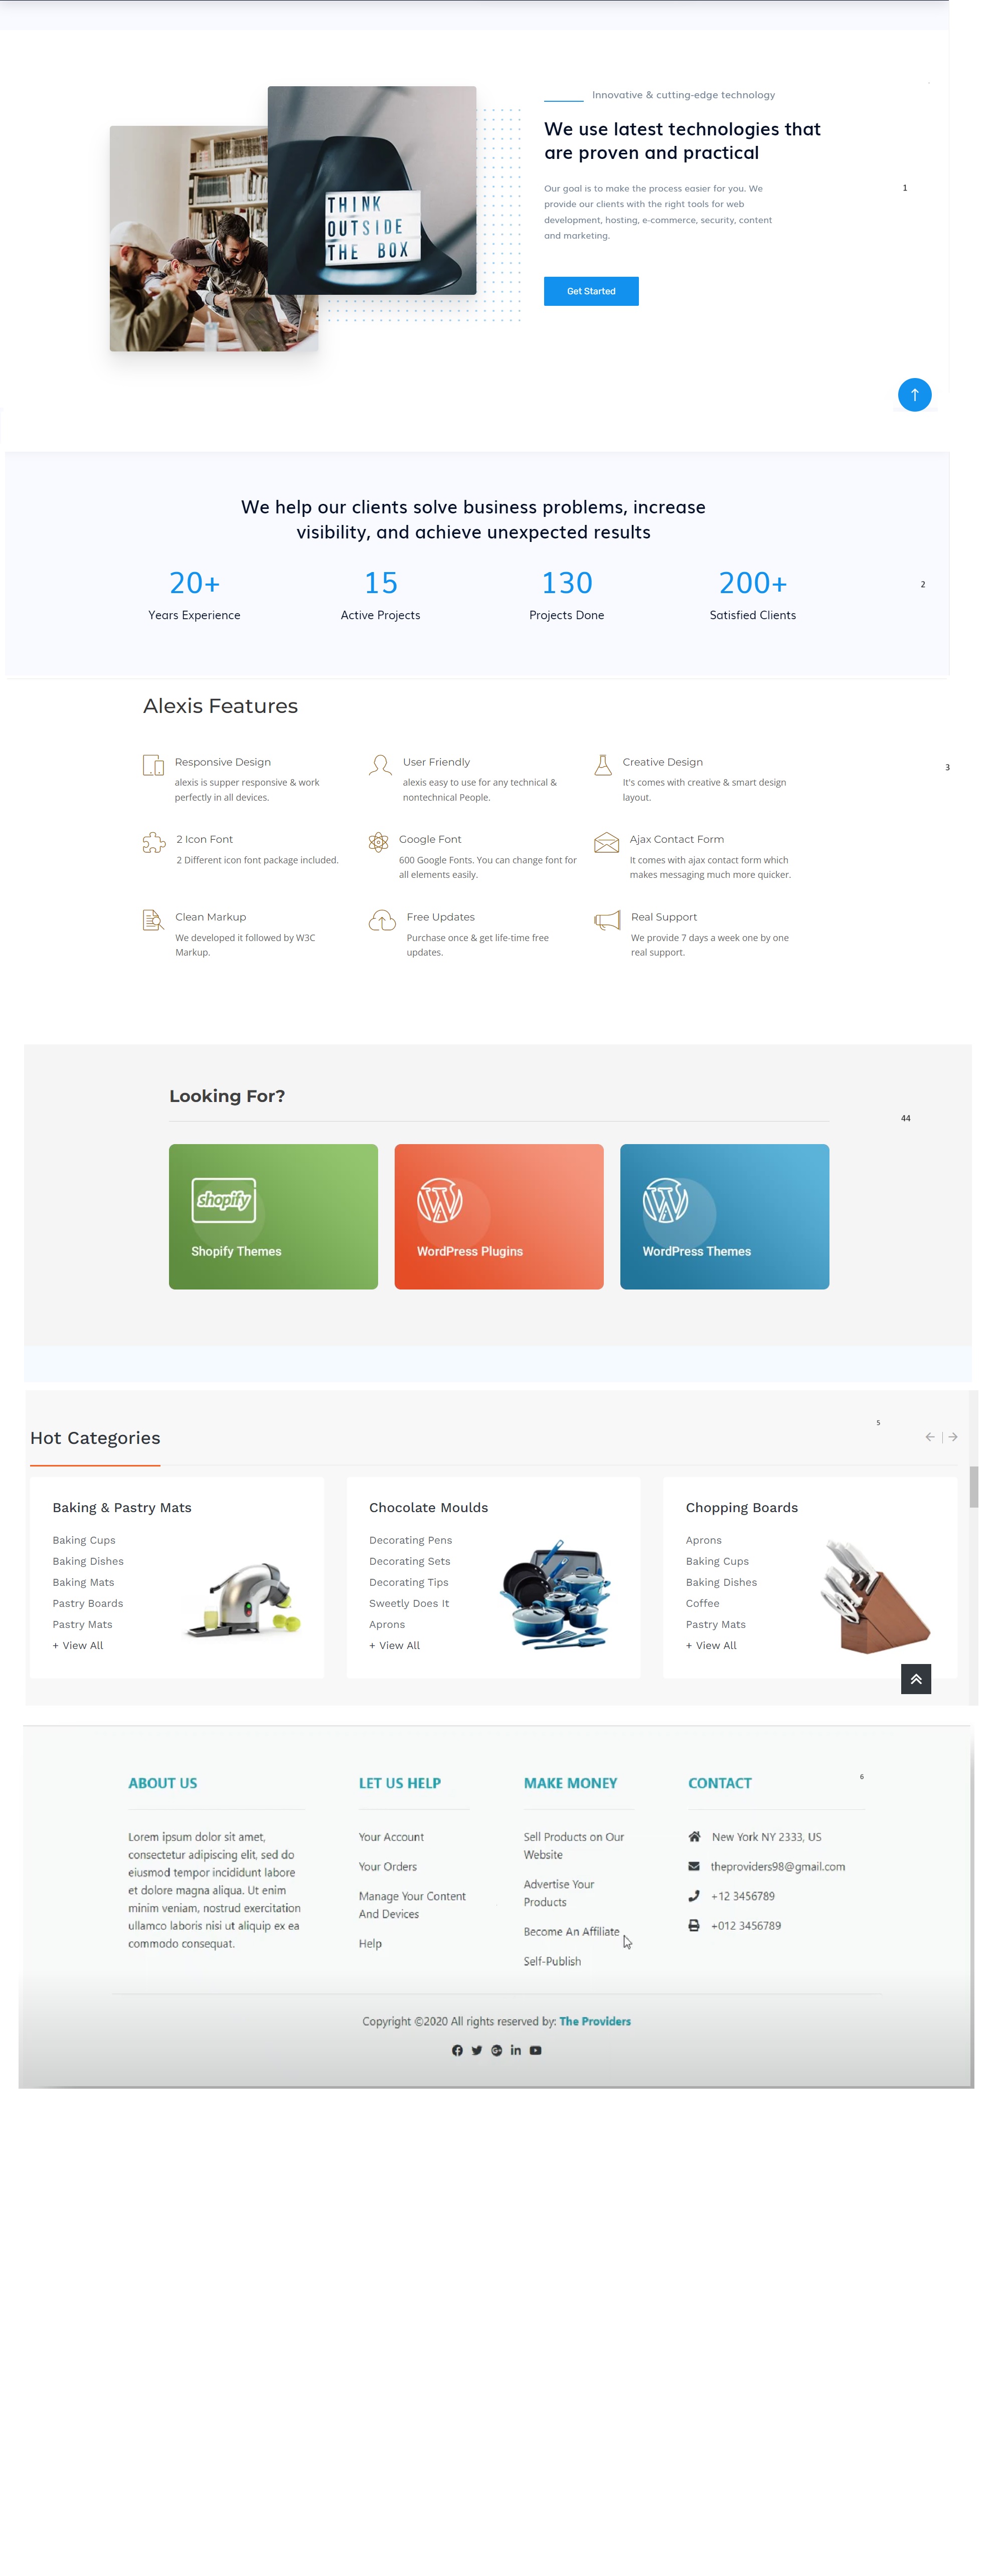 Innovative & cutting-edge technology
We use latest technologies that
are proven and practical
Our goal is to make the process easier for you. We
provide our clients with the right tools for web
development, hosting, e-commerce, security, content
and marketing.
Get Started
THINK
OUTSIDE
THE BOX
1
We help our clients solve business problems, increase
visibility, and achieve unexpected results
20+ 15 130 200+
Years Experience Active Projects Projects Done Satisfied Clients
2
Alexis Features
3
Responsive Design
alexis is supper responsive & work
perfectly in all devices.
User Friendly
alexis easy to use for any technical &
nontechnical People.
Creative Design
It's comes with creative & smart design
layout.
2 Icon Font
2 Different icon font package included.
Google Font
600 Google Fonts. You can change font for
all elements easily.
Ajax Contact Form
It comes with ajax contact form which
makes messaging much more quicker.
Clean Markup
We developed it followed by W3C
Markup.
Free Updates
Purchase once & get life-time free
updates.
Real Support
We provide 7 days a week one by one
real support.
Looking For?
44
shopify
Shopify Themes
WordPress Plugins
WordPress Themes
5
Hot Categories
Baking & Pastry Mats
Baking Cups
Baking Dishes
Baking Mats
Pastry Boards
Pastry Mats
+ View All
Chocolate Moulds
Decorating Pens
Decorating Sets
Decorating Tips
Sweetly Does It
Aprons
+ View All
Chopping Boards
Aprons
Baking Cups
Baking Dishes
Coffee
Pastry Mats
+ View All
6
ABOUT US
Lorem ipsum dolor sit amet,
consectetur adipiscing elit, sed do
eiusmod tempor incididunt labore
et dolore magna aliqua. Ut enim
minim veniam, nostrud exercitation
ullamco laboris nisi ut aliquip ex ea
commodo consequat.
LET US HELP
Your Account
Your Orders
Manage Your Content
And Devices
Help
MAKE MONEY
Sell Products on Our
Website
Advertise Your
Products
Become An Affiliate
Self-Publish
CONTACT
New York NY 2333, US
theproviders98@gmail.com
+12 3456789
+012 3456789
Copyright ©2020 All rights reserved by: The Providers